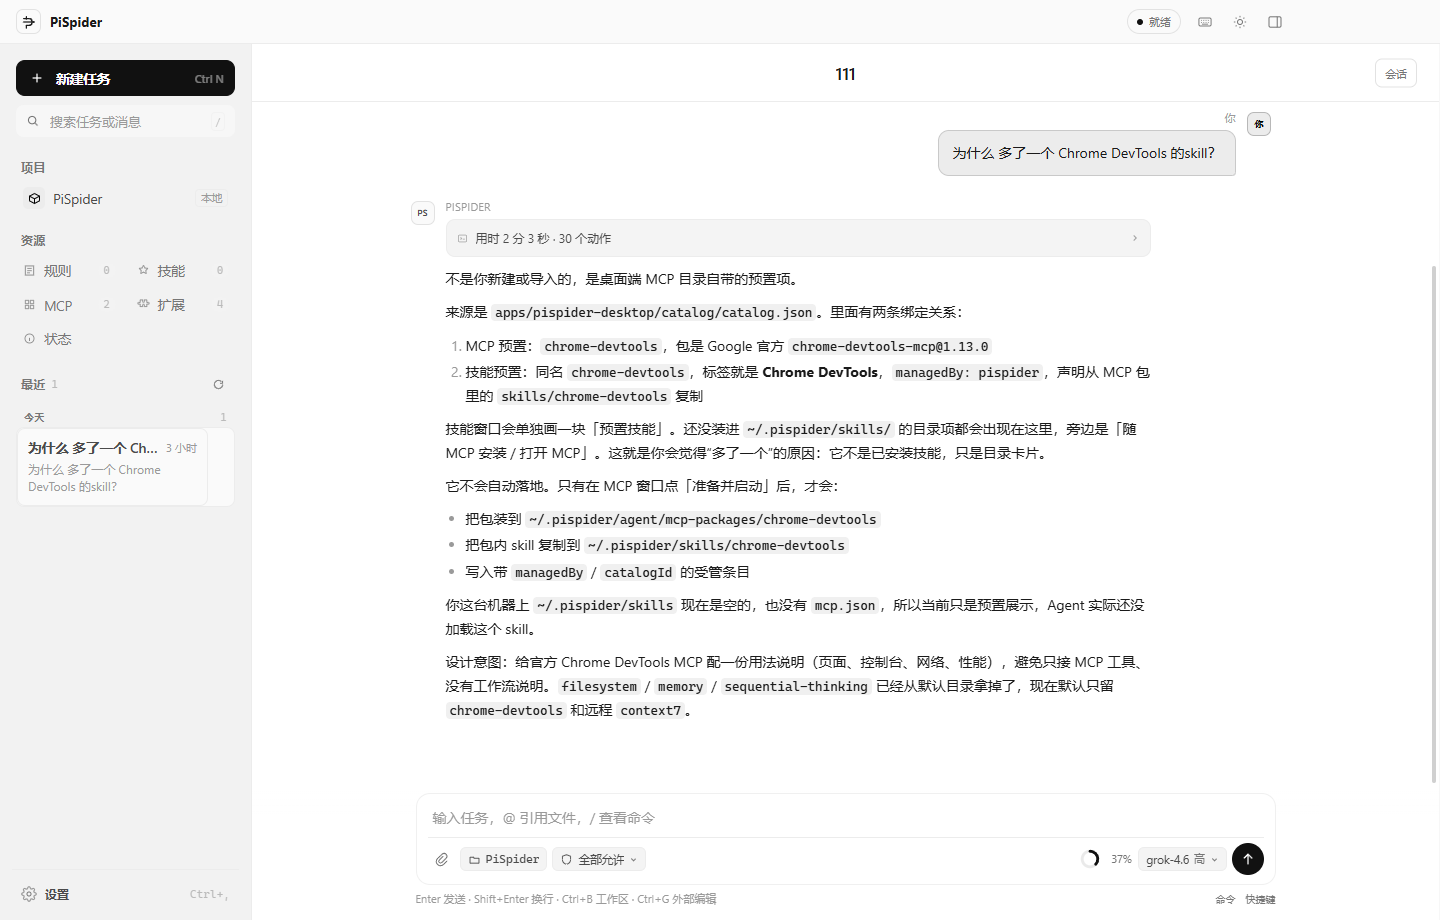 PiSpider
就绪
新建任务 Ctrl N
搜索任务或消息 /
项目
PiSpider 本地
资源
规则 0 技能 0
MCP 2 扩展 4
状态
最近 1
今天 1
为什么 多了一个 Ch... 3 小时
为什么 多了一个 Chrome
DevTools 的skill?
设置 Ctrl+,
111
会话
你
你
为什么 多了一个 Chrome DevTools 的skill?
PS PISPIDER
用时 2 分 3 秒 · 30 个动作
不是你新建或导入的，是桌面端 MCP 目录自带的预置项。
来源是 apps/pispider-desktop/catalog/catalog.json。里面有两条绑定关系：
1. MCP 预置：chrome-devtools，包是 Google 官方 chrome-devtools-mcp@1.13.0
2. 技能预置：同名 chrome-devtools，标签就是 Chrome DevTools，managedBy: pispider，声明从 MCP 包
里的 skills/chrome-devtools 复制
技能窗口会单独画一块「预置技能」。还没装进 ~/.pispider/skills/ 的目录项都会出现在这里，旁边是「随
MCP 安装 / 打开 MCP」。这就是你会觉得"多了一个"的原因：它不是已安装技能，只是目录卡片。
它不会自动落地。只有在 MCP 窗口点「准备并启动」后，才会：
• 把包装到 ~/.pispider/agent/mcp-packages/chrome-devtools
• 把包内 skill 复制到 ~/.pispider/skills/chrome-devtools
• 写入带 managedBy / catalogId 的受管条目
你这台机器上 ~/.pispider/skills 现在是空的，也没有 mcp.json，所以当前只是预置展示，Agent 实际还没
加载这个 skill。
设计意图：给官方 Chrome DevTools MCP 配一份用法说明（页面、控制台、网络、性能），避免只接 MCP 工具、
没有工作流说明。filesystem / memory / sequential-thinking 已经从默认目录拿掉了，现在默认只留
chrome-devtools 和远程 context7。
输入任务，@ 引用文件，/ 查看命令
PiSpider 全部允许 37% grok-4.6 高
Enter 发送 · Shift+Enter 换行 · Ctrl+B 工作区 · Ctrl+G 外部编辑 命令 快捷键